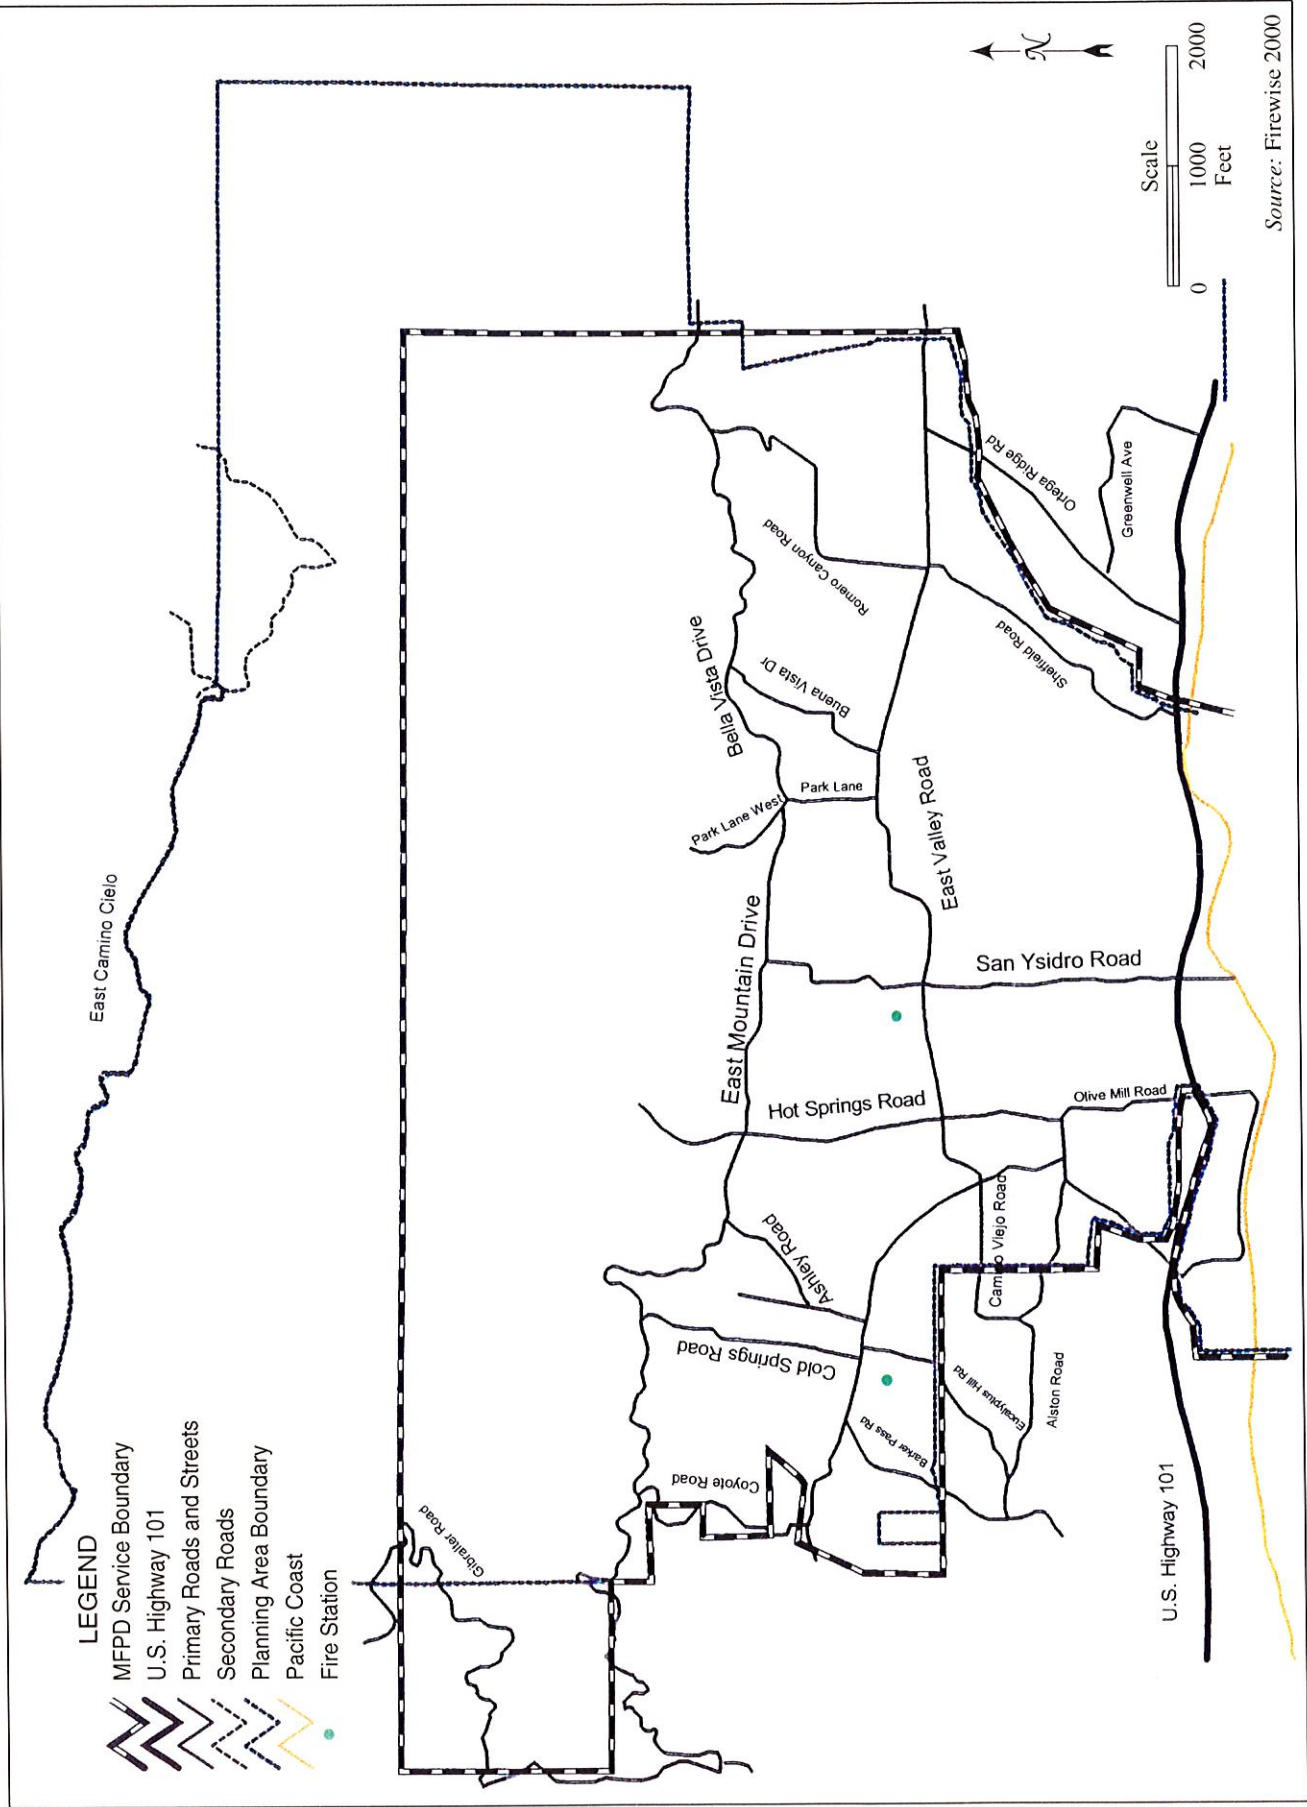 LEGEND
MFPD Service Boundary
U.S. Highway 101
Primary Roads and Streets
Secondary Roads
Planning Area Boundary
Pacific Coast
Fire Station
East Camino Cielo
Gibralter Road
Coyote Road
Cold Springs Road
Ashley Road
East Mountain Drive
Hot Springs Road
Park Lane West
Park Lane
Bella Vista Drive
Buena Vista Dr
Romero Canyon Road
East Valley Road
San Ysidro Road
Barker Pass Rd
Eucalyptus Hill Rd
Alston Road
Camino Viejo Road
Olive Mill Road
Sheffield Road
Ortega Ridge Rd
Greenwell Ave
U.S. Highway 101
N
Scale
0 1000 2000
Feet
Source: Firewise 2000